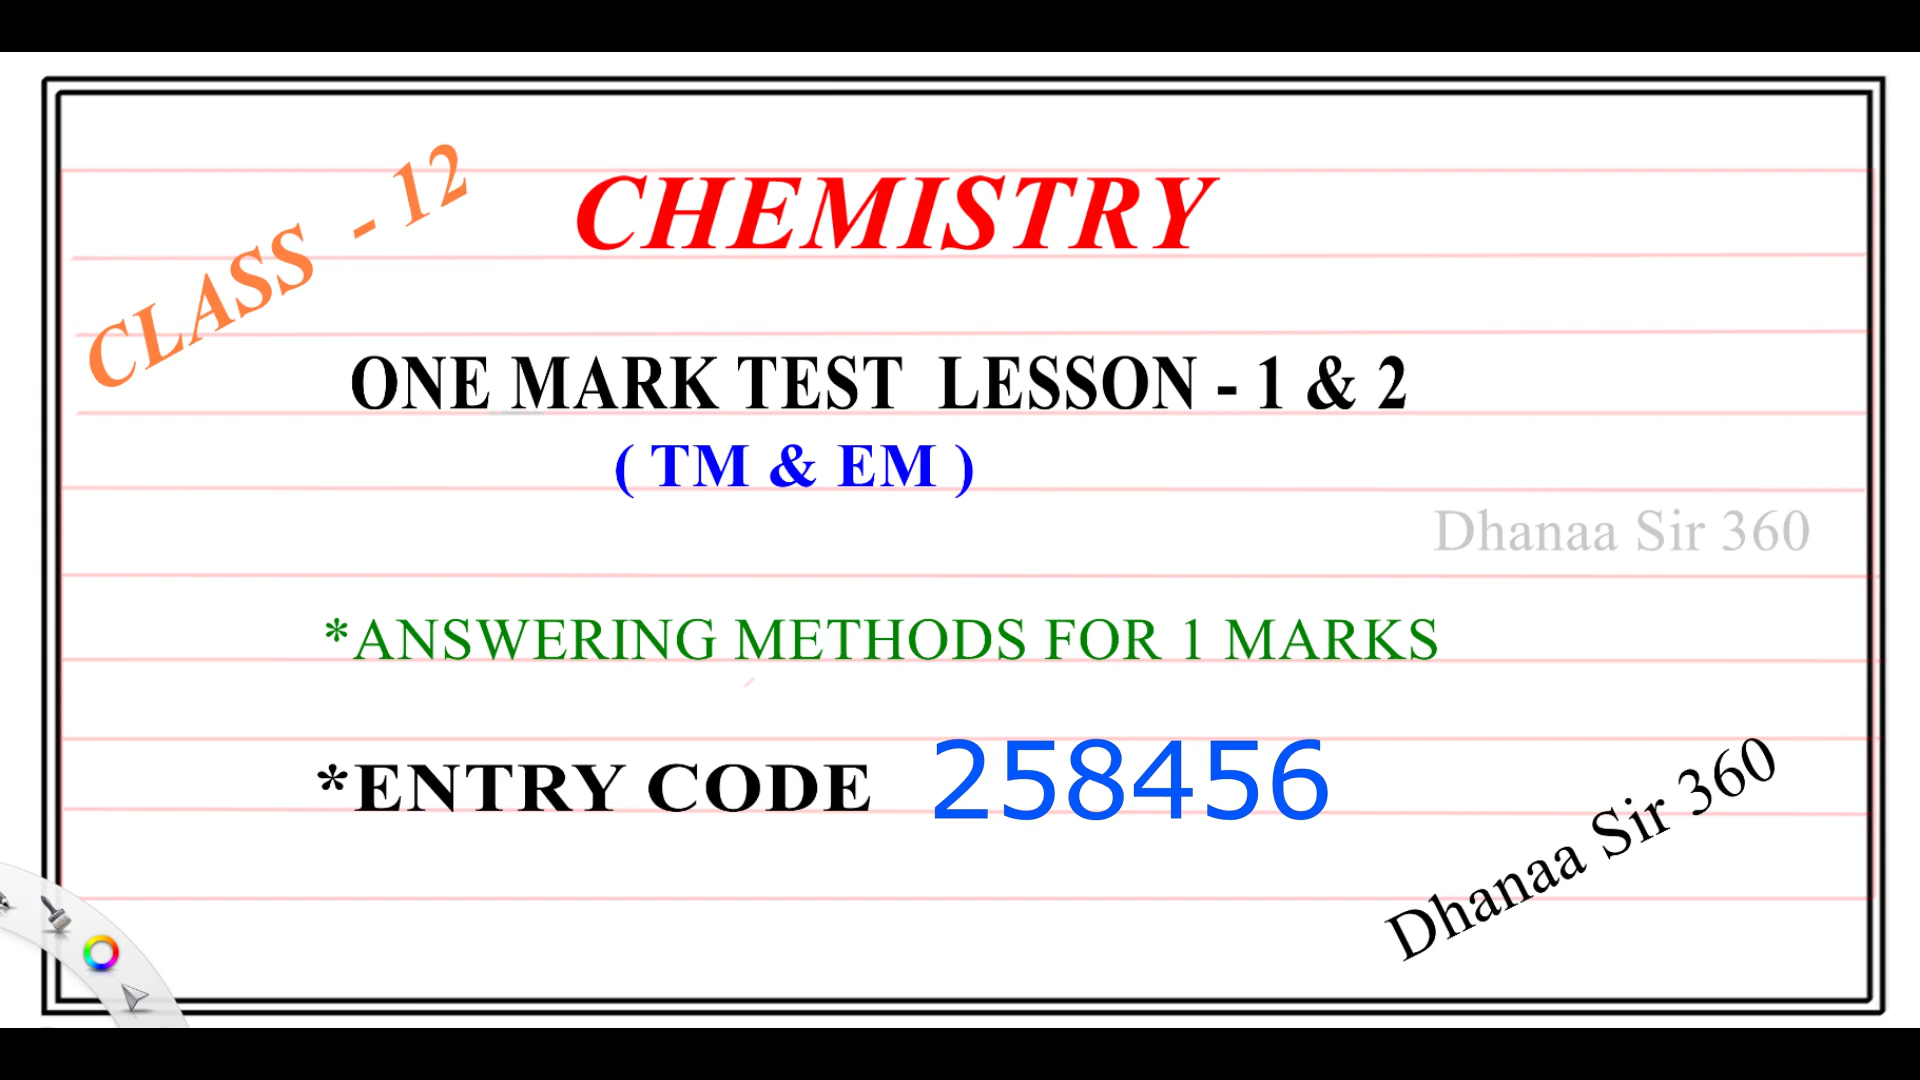 CLASS - 12
CHEMISTRY
ONE MARK TEST LESSON - 1 & 2
( TM & EM )
Dhanaa Sir 360
*ANSWERING METHODS FOR 1 MARKS
*ENTRY CODE 258456
Dhanaa Sir 360